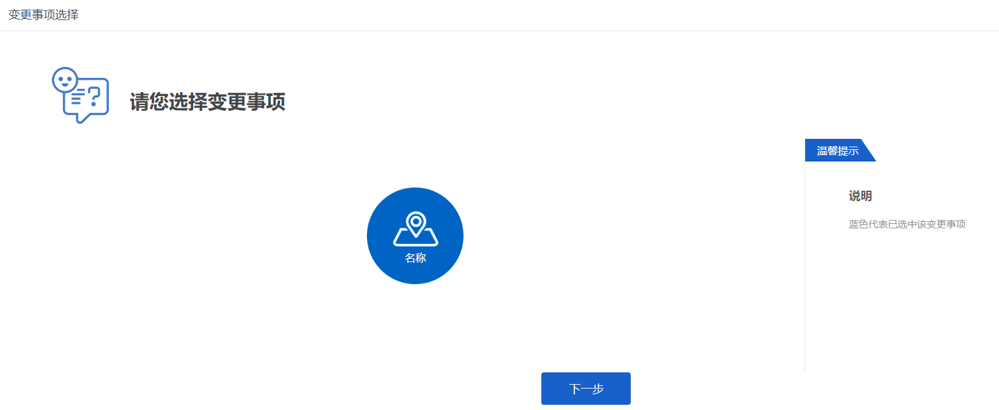 变更事项选择
请您选择变更事项
温馨提示
说明
蓝色代表已选中该变更事项
名称
下一步